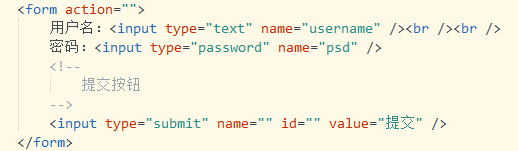 <form action="">
用户名：<input type="text" name="username" /><br /><br />
密码：<input type="password" name="psd" />
<!--
提交按钮
-->
<input type="submit" name="" id="" value="提交" />
</form>